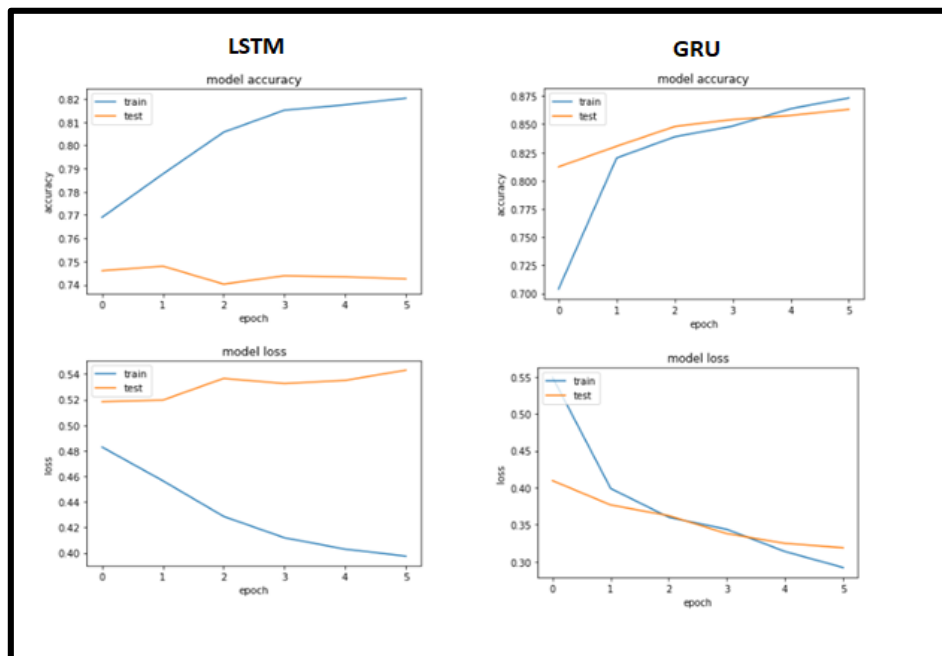 LSTM
model accuracy
train
test
0.82
0.81
0.80
0.79
0.78
0.77
0.76
0.75
0.74
accuracy
0 1 2 3 4 5
epoch
model loss
train
test
0.54
0.52
0.50
0.48
0.46
0.44
0.42
0.40
loss
0 1 2 3 4 5
epoch
GRU
model accuracy
train
test
0.875
0.850
0.825
0.800
0.775
0.750
0.725
0.700
accuracy
0 1 2 3 4 5
epoch
model loss
train
test
0.55
0.50
0.45
0.40
0.35
0.30
loss
0 1 2 3 4 5
epoch